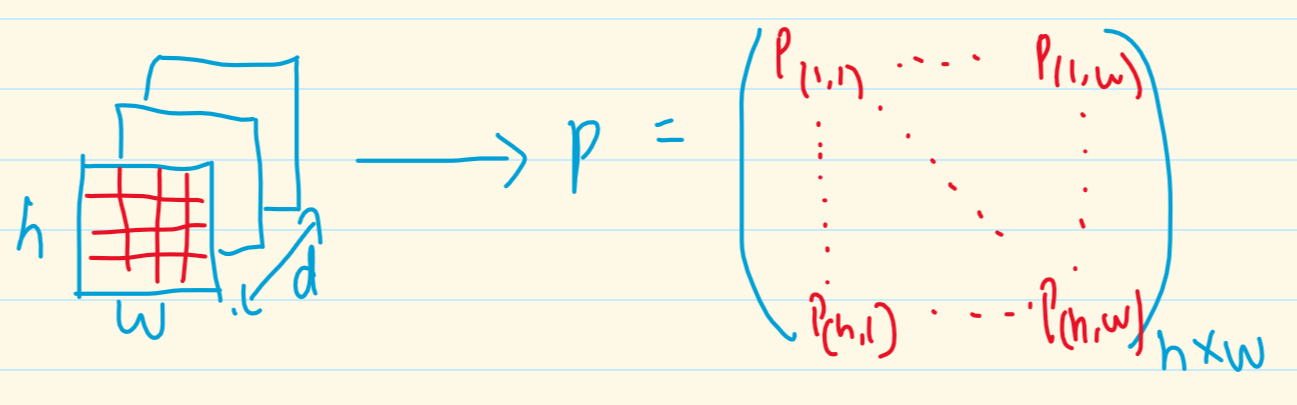 P = ( P(1,1) .... P(1,w)
h
w
d
P(h,1) .... P(h,w) ) h×w